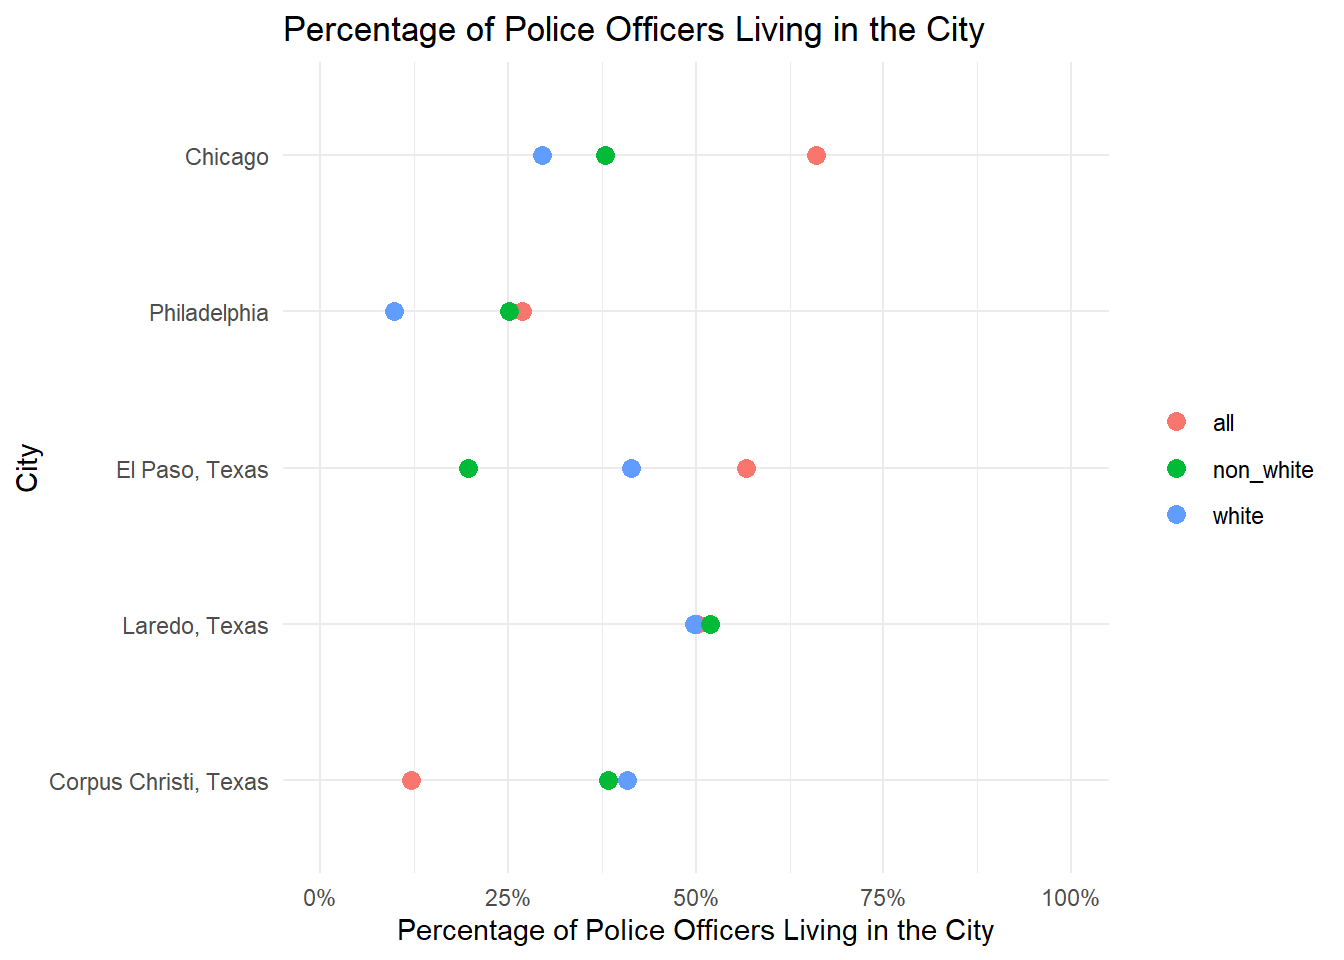 Percentage of Police Officers Living in the City
Chicago
Philadelphia
El Paso, Texas
Laredo, Texas
Corpus Christi, Texas
City
0% 25% 50% 75% 100%
Percentage of Police Officers Living in the City
all
non_white
white